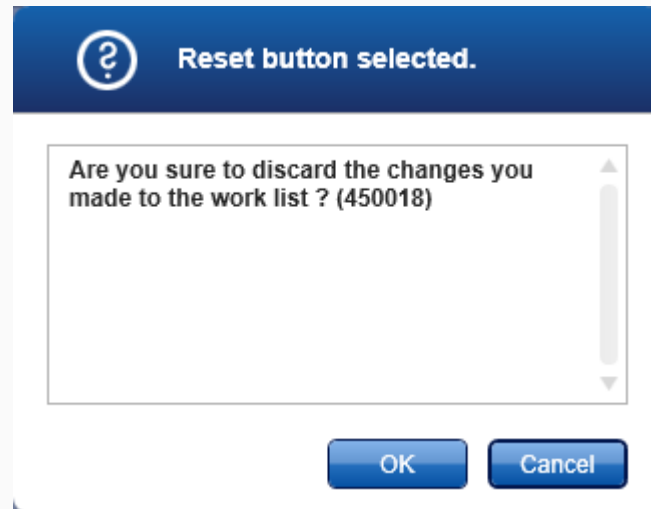 Reset button selected.
Are you sure to discard the changes you
made to the work list ? (450018)
OK
Cancel